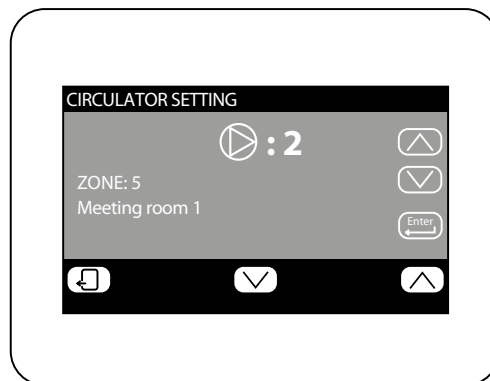 CIRCULATOR SETTING
: 2
ZONE: 5
Meeting room 1
Enter